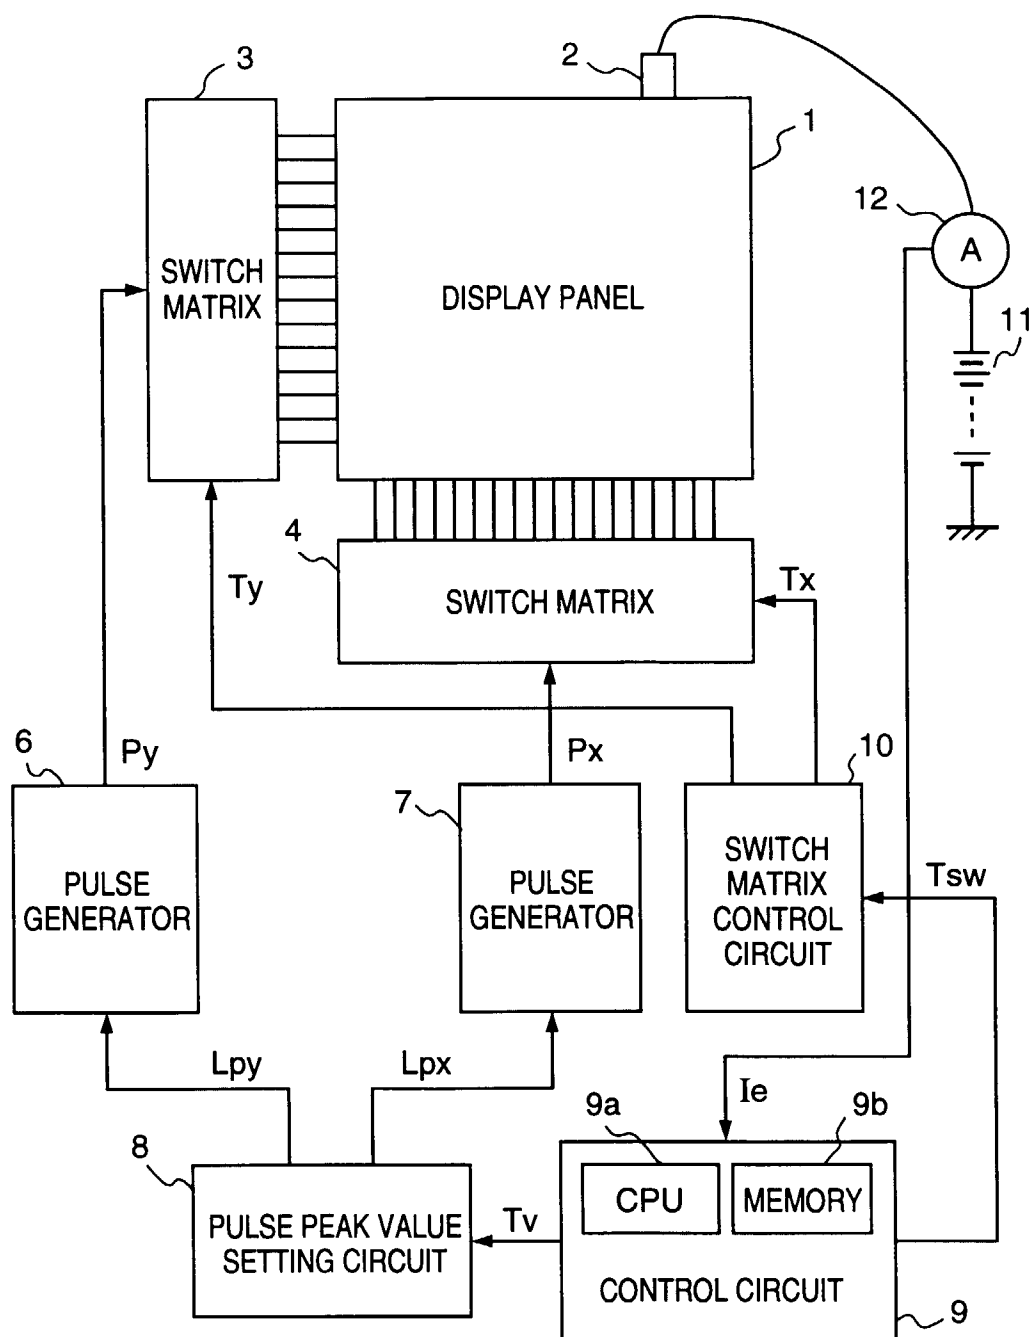 3
2
1
12
A
SWITCH
MATRIX
DISPLAY PANEL
11
4
Ty
SWITCH MATRIX
Tx
6
Py
Px
10
7
PULSE
GENERATOR
PULSE
GENERATOR
SWITCH
MATRIX
CONTROL
CIRCUIT
Tsw
Lpy
Lpx
Ie
9a
9b
8
CPU
MEMORY
PULSE PEAK VALUE
SETTING CIRCUIT
Tv
CONTROL CIRCUIT
9